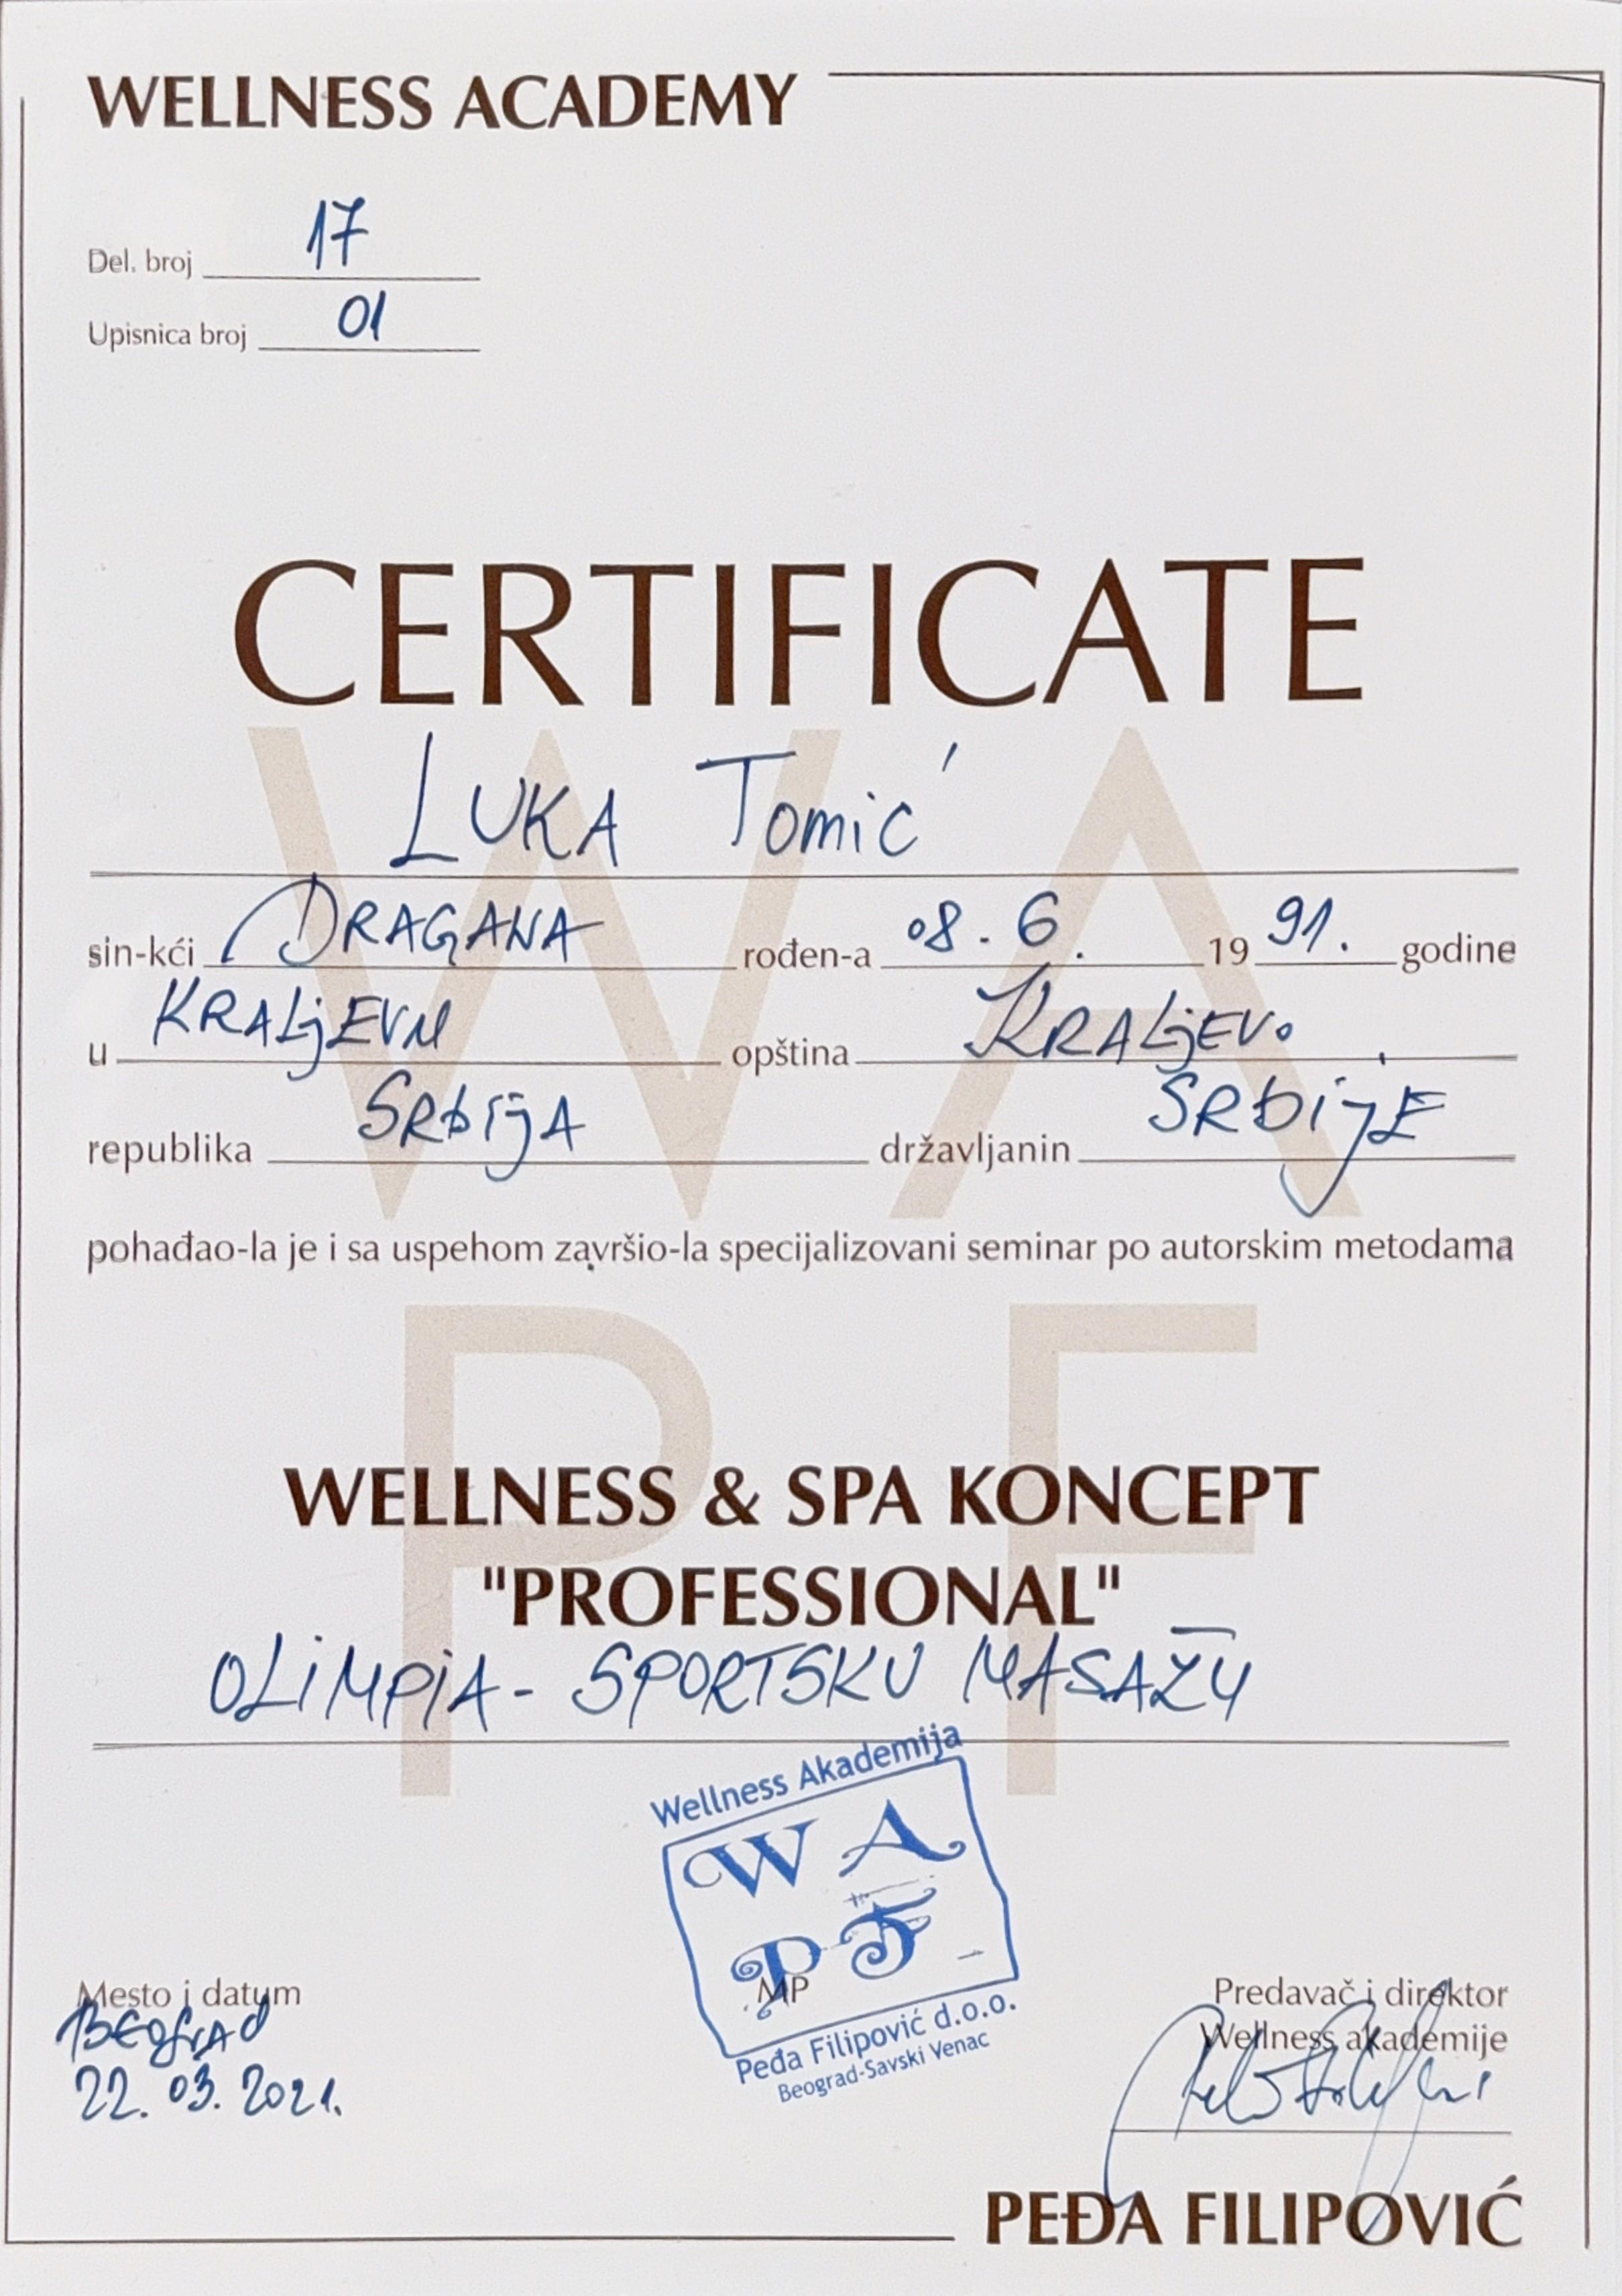 WELLNESS ACADEMY
Del. broj 17
Upisnica broj 01
CERTIFICATE
LUKA TOMIĆ
sin-kći DRAGANA rođen-a 08. 6. 19 91. godine
u KRALjEVU opština KRALjEVO
republika SRbijA državljanin SRbijE
pohađao-la je i sa uspehom završio-la specijalizovani seminar po autorskim metodama
WELLNESS & SPA KONCEPT
"PROFESSIONAL"
OLIMPIA - SPORTSKU MASAŽU
Wellness Akademija
W A
P F
MP
Peđa Filipović d.o.o.
Beograd-Savski Venac
Mesto i datum
BEOGRAD
22. 03. 2021.
Predavač i direktor
Wellness akademije
PEĐA FILIPOVIĆ